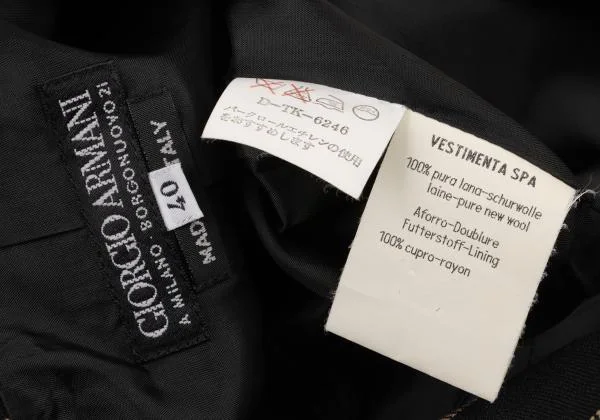 GIORGIO ARMANI
A MILANO BORGONUOVO 21
MADE
ITALY
40
D-TK-6246
パークロールエチレンの使用
をおすすめします
VESTIMENTA SPA
100% pura lana-schurwolle
laine-pure new wool
Aforro-Doublure
Futterstoff-Lining
100% cupro-rayon